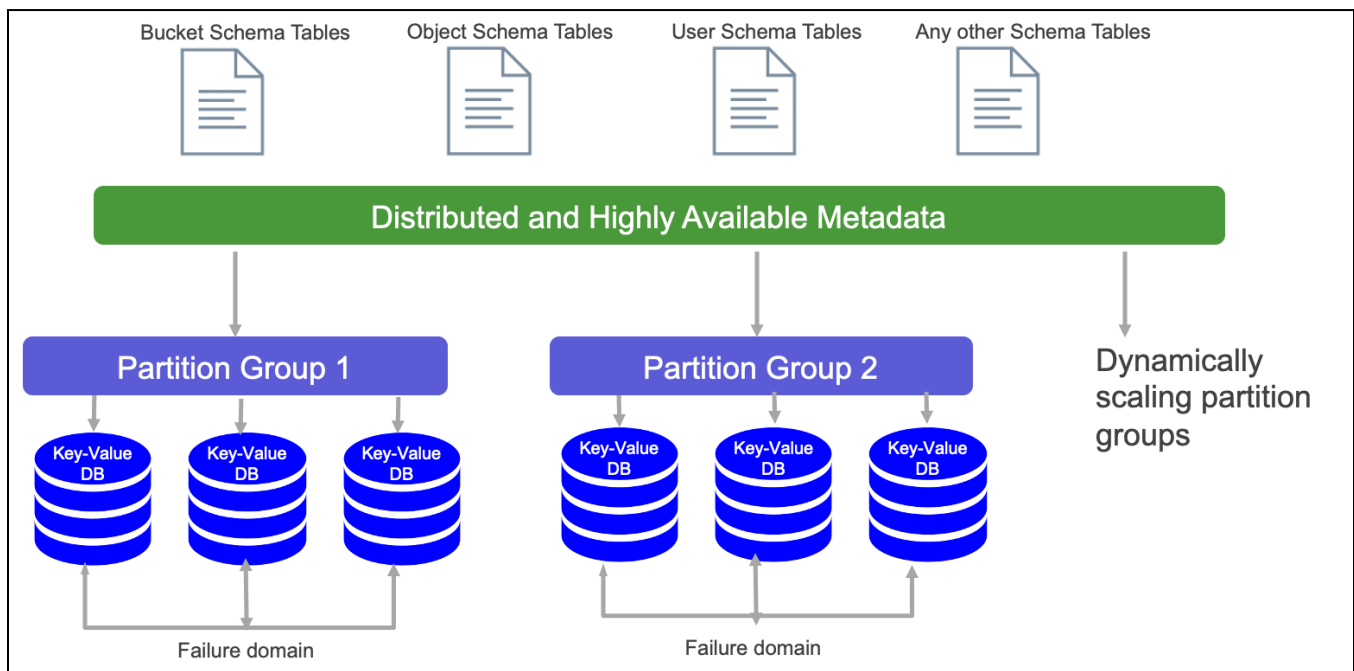 Bucket Schema Tables
Object Schema Tables
User Schema Tables
Any other Schema Tables
Distributed and Highly Available Metadata
Partition Group 1
Partition Group 2
Dynamically
scaling partition
groups
Key-Value
DB
Key-Value
DB
Key-Value
DB
Key-Value
DB
Key-Value
DB
Key-Value
DB
Failure domain
Failure domain